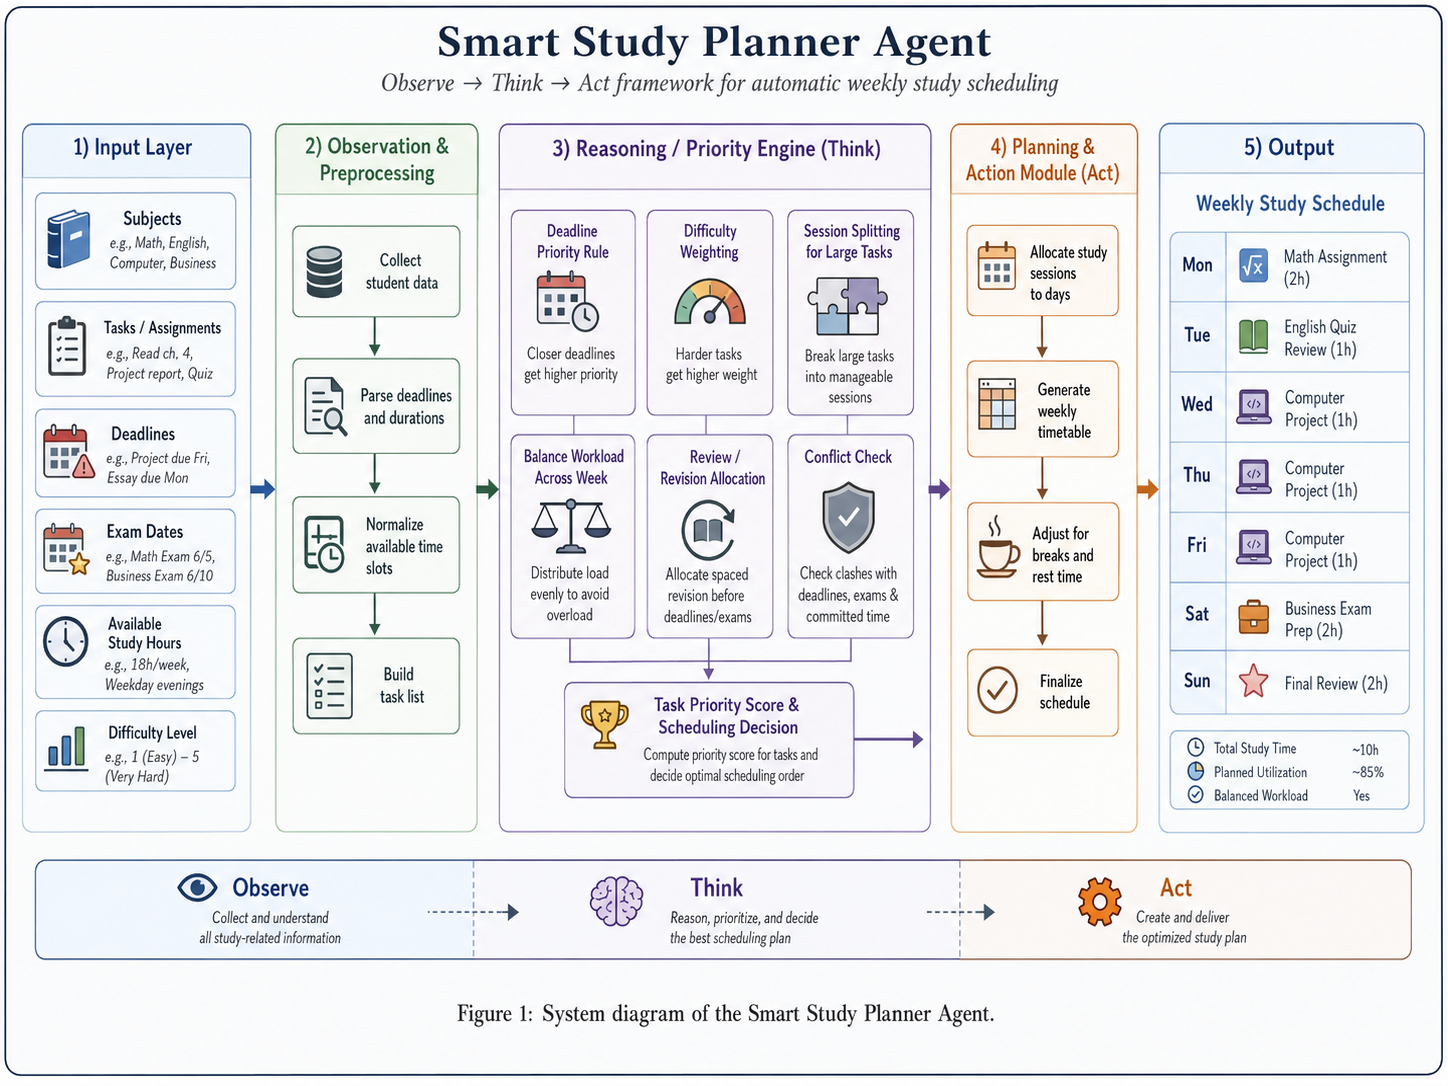 Smart Study Planner Agent
Observe → Think → Act framework for automatic weekly study scheduling
1) Input Layer
Subjects
e.g., Math, English,
Computer, Business
Tasks / Assignments
e.g., Read ch. 4,
Project report, Quiz
Deadlines
e.g., Project due Fri,
Essay due Mon
Exam Dates
e.g., Math Exam 6/5,
Business Exam 6/10
Available
Study Hours
e.g., 18h/week,
Weekday evenings
Difficulty Level
e.g., 1 (Easy) – 5
(Very Hard)
2) Observation &
Preprocessing
Collect
student data
Parse deadlines
and durations
Normalize
available time
slots
Build
task list
3) Reasoning / Priority Engine (Think)
Deadline
Priority Rule
Closer deadlines
get higher priority
Difficulty
Weighting
Harder tasks
get higher weight
Session Splitting
for Large Tasks
Break large tasks
into manageable
sessions
Balance Workload
Across Week
Distribute load
evenly to avoid
overload
Review /
Revision Allocation
Allocate spaced
revision before
deadlines/exams
Conflict Check
Check clashes with
deadlines, exams &
committed time
Task Priority Score &
Scheduling Decision
Compute priority score for tasks and
decide optimal scheduling order
4) Planning &
Action Module (Act)
Allocate study
sessions
to days
Generate
weekly
timetable
Adjust for
breaks and
rest time
Finalize
schedule
5) Output
Weekly Study Schedule
Mon
√x
Math Assignment
(2h)
Tue
English Quiz
Review (1h)
Wed
</>
Computer
Project (1h)
Thu
</>
Computer
Project (1h)
Fri
</>
Computer
Project (1h)
Sat
Business Exam
Prep (2h)
Sun
Final Review (2h)
Total Study Time ~10h
Planned Utilization ~85%
Balanced Workload Yes
Observe
Collect and understand
all study-related information
Think
Reason, prioritize, and decide
the best scheduling plan
Act
Create and deliver
the optimized study plan
Figure 1: System diagram of the Smart Study Planner Agent.